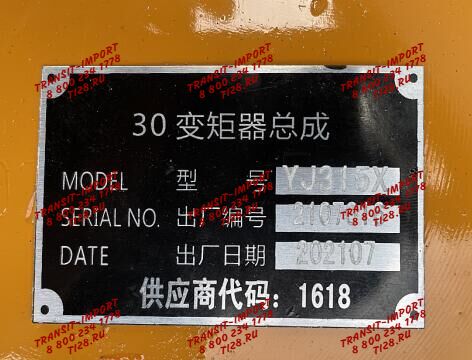 TRANSIT-IMPORT
8 800 234 1778
TI28.RU
30 变矩器总成
MODEL 型 号 YJ315X
SERIAL NO. 出厂编号
DATE 出厂日期 202107
供应商代码：1618